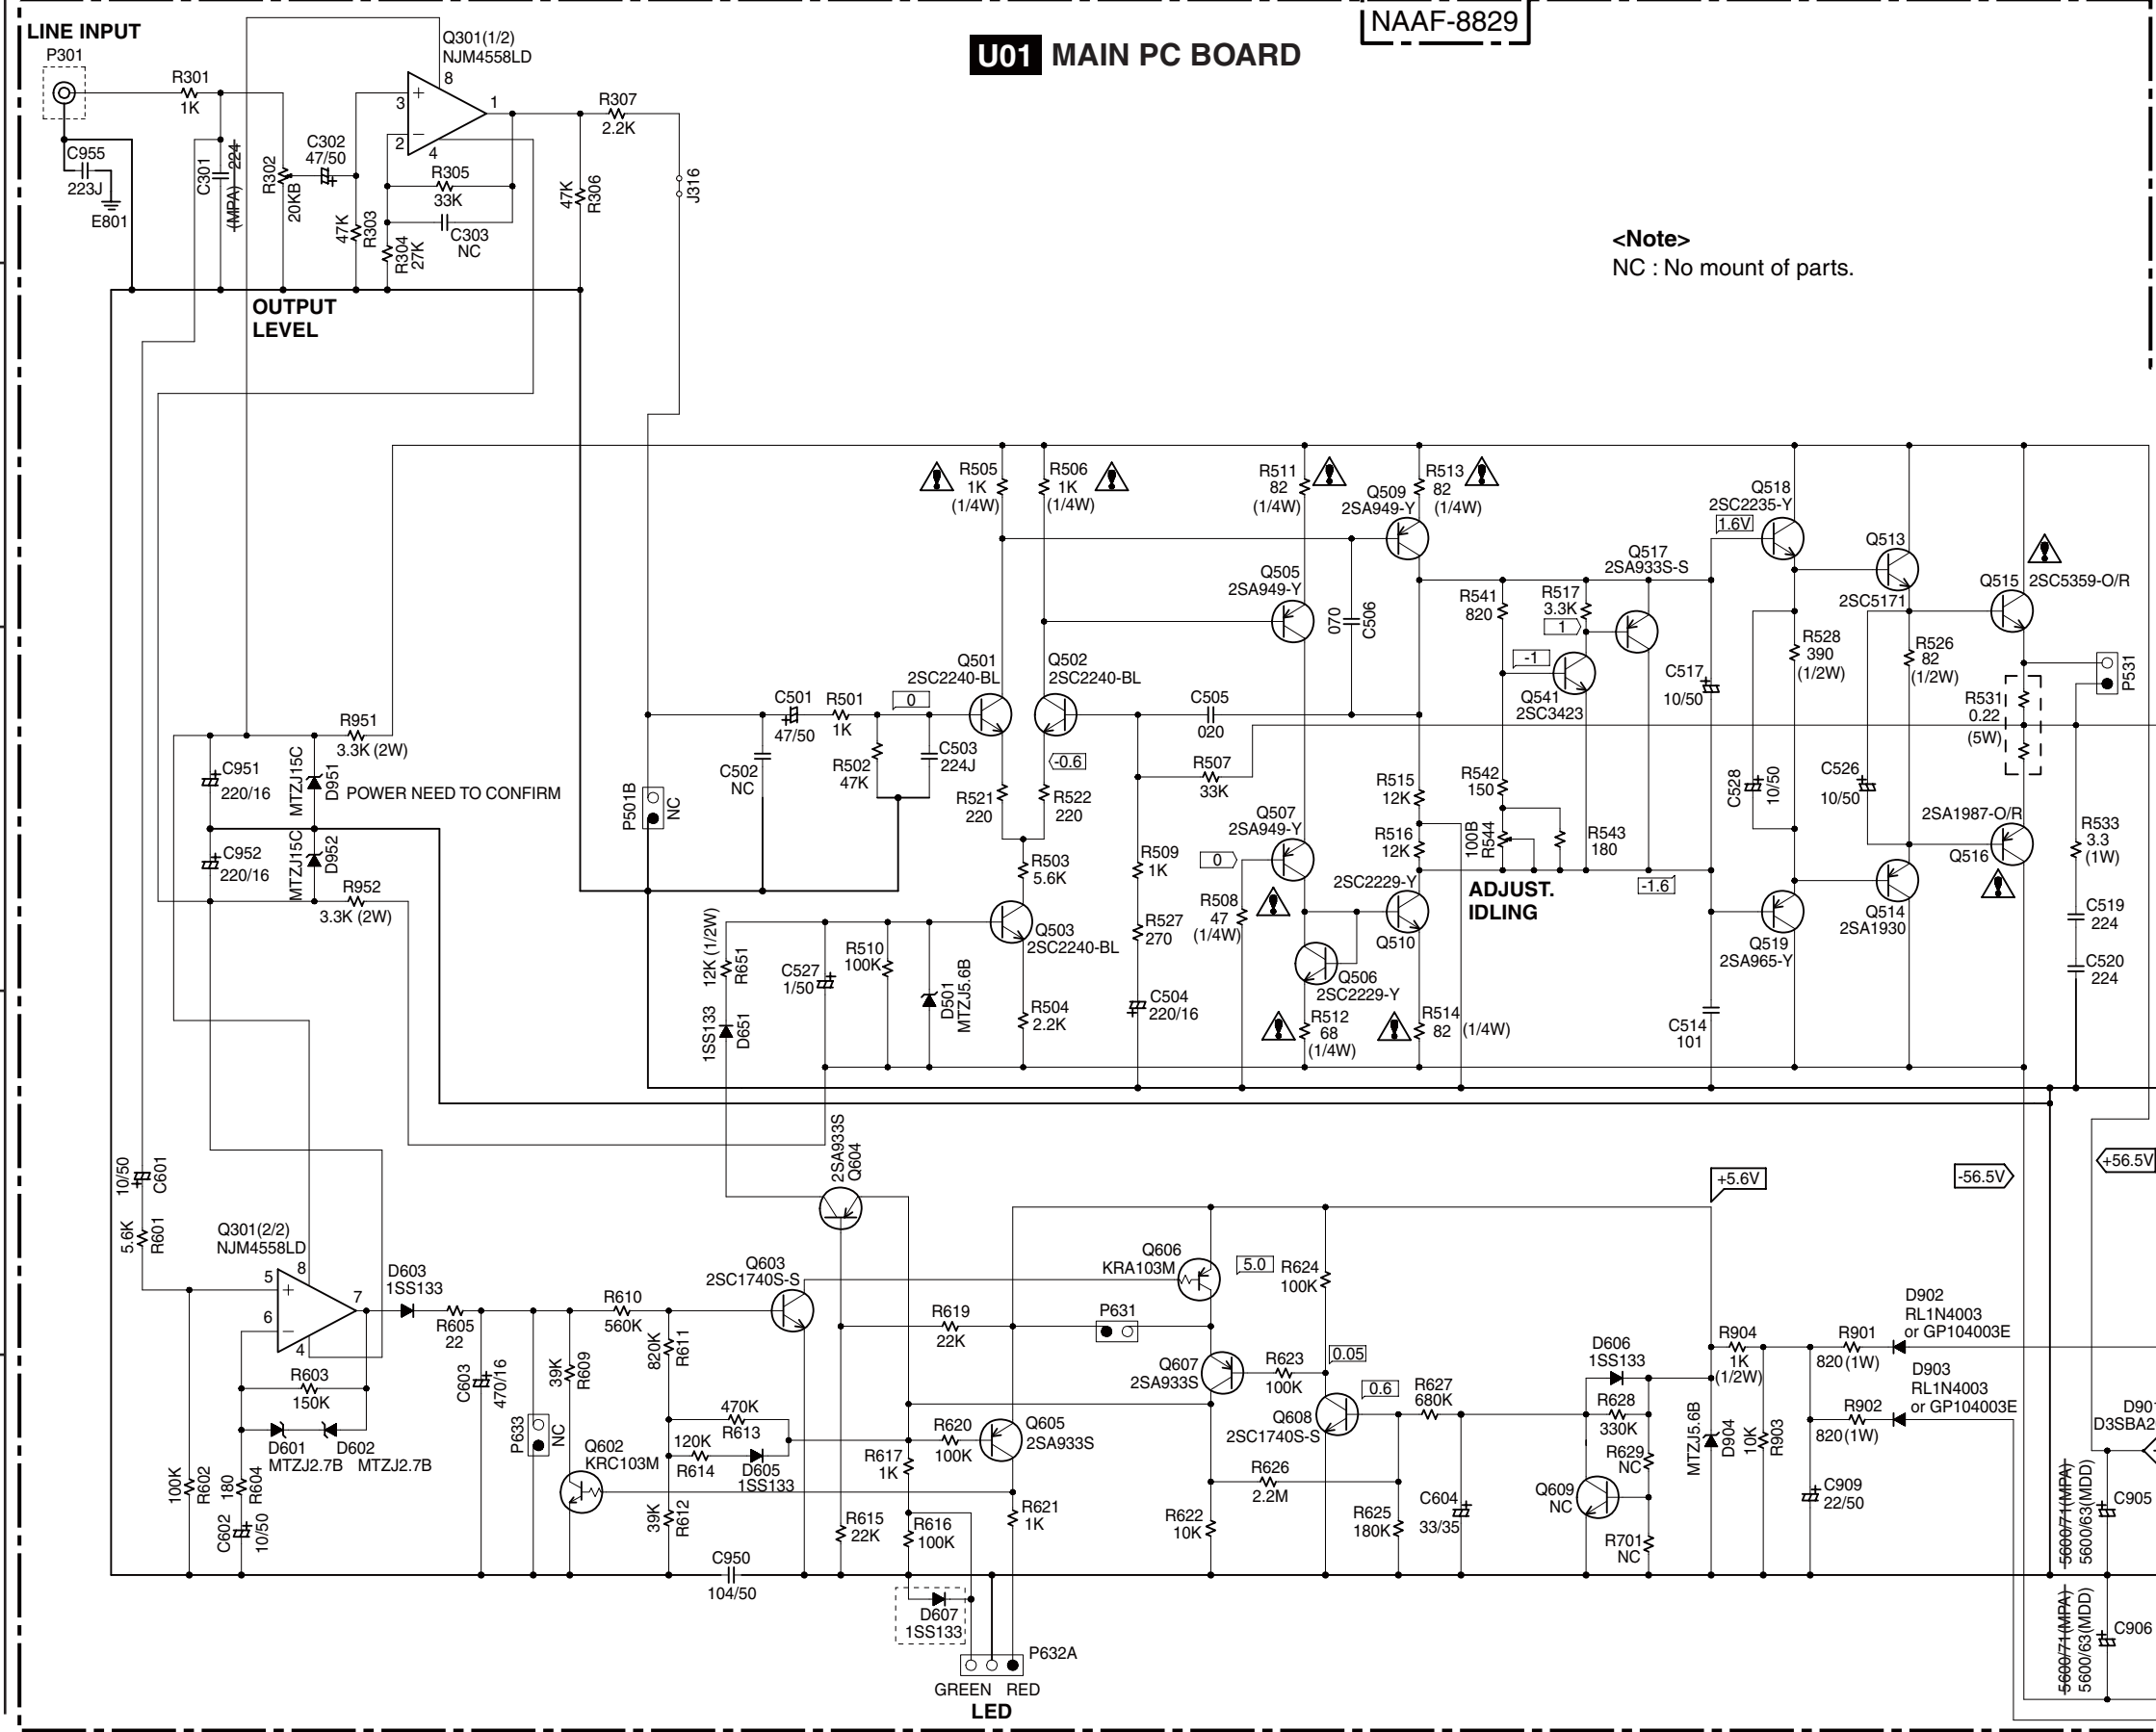 NAAF-8829
U01 MAIN PC BOARD
LINE INPUT
P301
R301
1K
C955
223J
E801
C301
224
(MPA)
R302
20KB
C302
47/50
Q301(1/2)
NJM4558LD
8
3
1
2
4
R305
33K
C303
NC
47K
R303
R304
27K
R307
2.2K
47K
R306
J316
OUTPUT
LEVEL
<Note>
NC : No mount of parts.
R505
1K
(1/4W)
R506
1K
(1/4W)
R511
82
(1/4W)
Q509
2SA949-Y
R513
82
(1/4W)
Q518
2SC2235-Y
1.6V
Q513
2SC5171
Q515
2SC5359-O/R
Q517
2SA933S-S
Q505
2SA949-Y
070
C506
R541
820
R517
3.3K
1
-1
Q541
2SC3423
C517
10/50
R528
390
(1/2W)
R526
82
(1/2W)
R531
0.22
(5W)
P531
Q501
2SC2240-BL
Q502
2SC2240-BL
C501
47/50
R501
1K
0
C502
NC
R502
47K
C503
224J
-0.6
C505
020
R507
33K
R951
3.3K (2W)
C951
220/16
MTZJ15C
D951
POWER NEED TO CONFIRM
C952
220/16
MTZJ15C
D952
R952
3.3K (2W)
P501B
NC
R521
220
R522
220
R503
5.6K
Q503
2SC2240-BL
R504
2.2K
R509
1K
R527
270
C504
220/16
Q507
2SA949-Y
0
R508
47
(1/4W)
R515
12K
R516
12K
2SC2229-Y
Q510
R542
150
100B
R544
R543
180
ADJUST.
IDLING
-1.6
C528
10/50
C526
10/50
2SA1987-O/R
Q516
R533
3.3
(1W)
Q514
2SA1930
Q519
2SA965-Y
C519
224
C520
224
12K (1/2W)
R651
1SS133
D651
C527
1/50
R510
100K
D501
MTZJ5.6B
Q506
2SC2229-Y
R512
68
(1/4W)
R514
82 (1/4W)
C514
101
10/50
C601
5.6K
R601
2SA933S
Q604
+5.6V
-56.5V
+56.5V
Q301(2/2)
NJM4558LD
8
5
6
7
4
D603
1SS133
R605
22
R603
150K
D601
MTZJ2.7B
D602
MTZJ2.7B
100K
R602
180
R604
C602
10/50
C603
470/16
P633
NC
39K
R609
R610
560K
820K
R611
Q603
2SC1740S-S
Q602
KRC103M
470K
R613
120K
R614
D605
1SS133
39K
R612
R619
22K
R620
100K
R617
1K
Q605
2SA933S
R621
1K
R615
22K
R616
100K
C950
104/50
D607
1SS133
P632A
GREEN RED
LED
Q606
KRA103M
5.0
R624
100K
P631
Q607
2SA933S
R623
100K
0.05
0.6
Q608
2SC1740S-S
R627
680K
R626
2.2M
R622
10K
R625
180K
C604
33/35
D606
1SS133
R628
330K
R629
NC
Q609
NC
R701
NC
MTZJ5.6B
D904
R904
1K
(1/2W)
10K
R903
R901
820 (1W)
R902
820 (1W)
C909
22/50
D902
RL1N4003
or GP104003E
D903
RL1N4003
or GP104003E
D901
D3SBA2
5600/71(MPA)
5600/63(MDD)
C905
5600/71(MPA)
5600/63(MDD)
C906